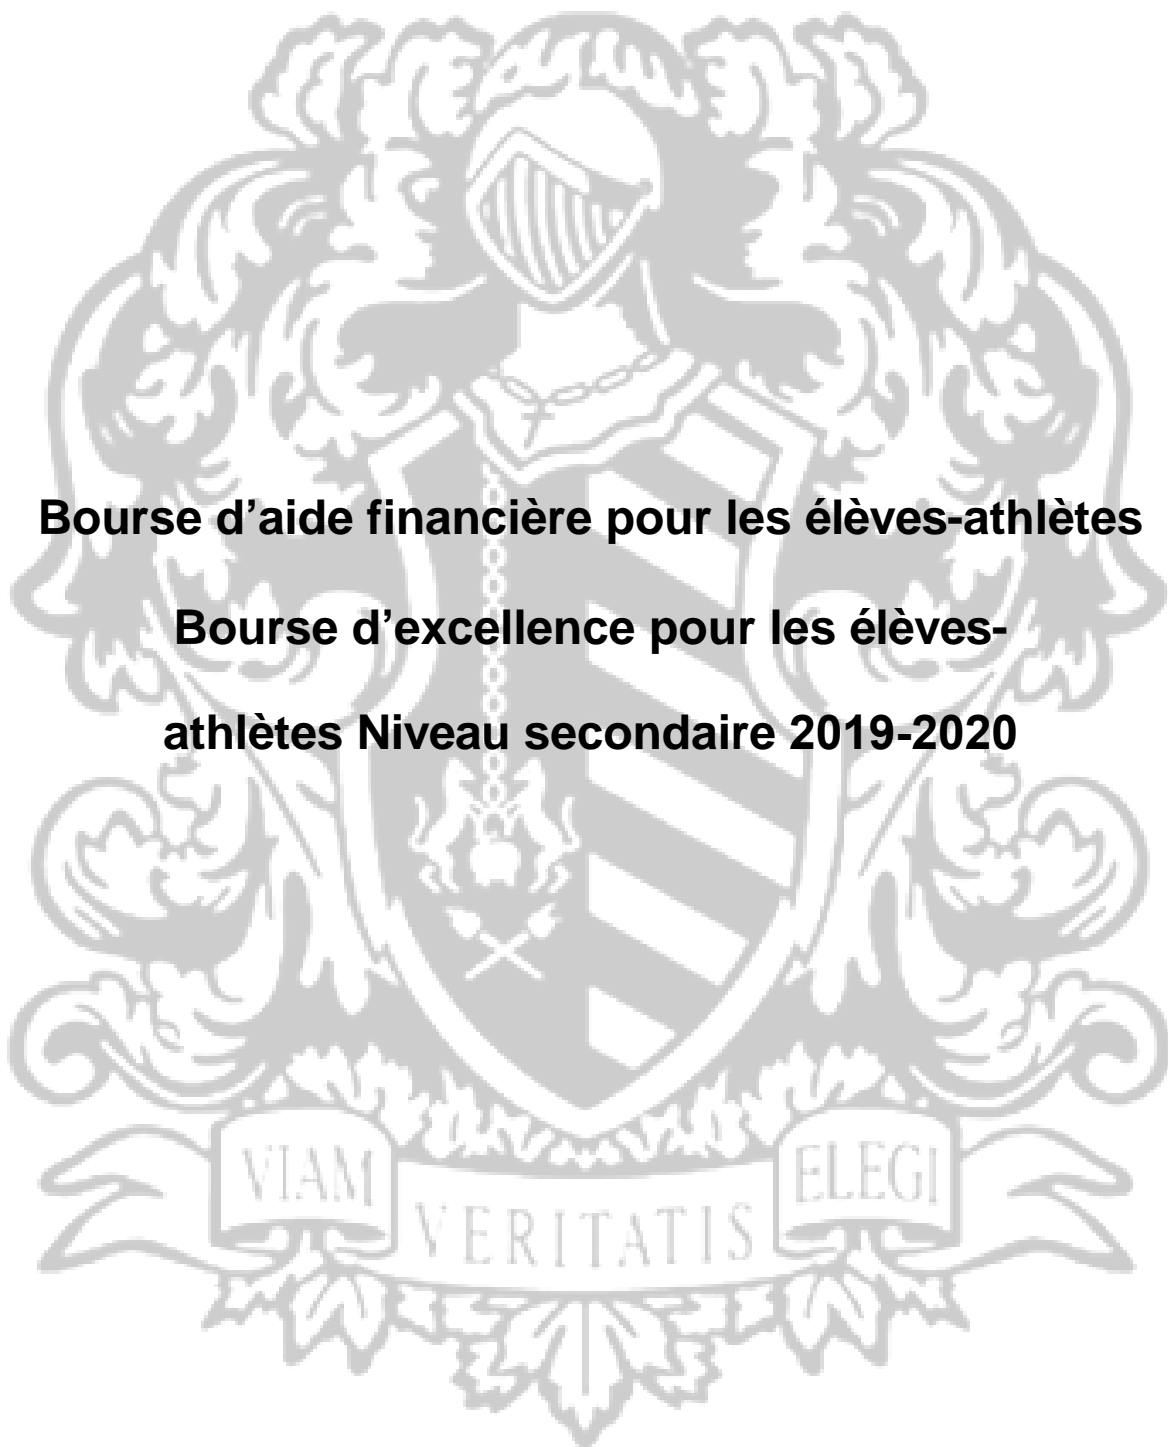 Bourse d’aide financière pour les élèves-athlètes
Bourse d’excellence pour les élèves-
athlètes Niveau secondaire 2019-2020
VIAM
VERITATIS
ELEGI